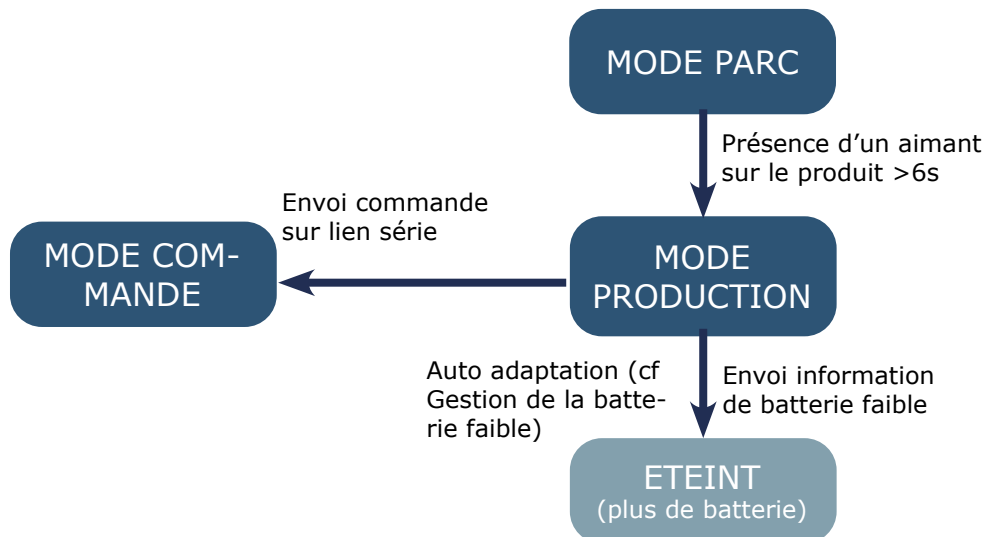 MODE PARC
Présence d’un aimant
sur le produit >6s
Envoi commande
sur lien série
MODE COM-
MANDE
MODE
PRODUCTION
Auto adaptation (cf
Gestion de la batte-
rie faible)
Envoi information
de batterie faible
ETEINT
(plus de batterie)